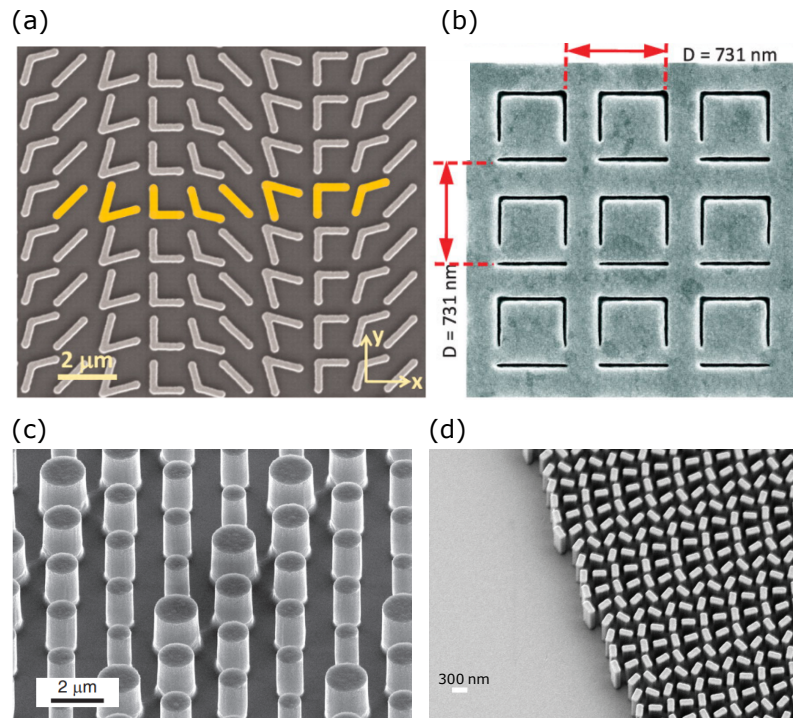 (a)
(b)
D = 731 nm
D = 731 nm
2 μm
y
x
(c)
(d)
2 μm
300 nm